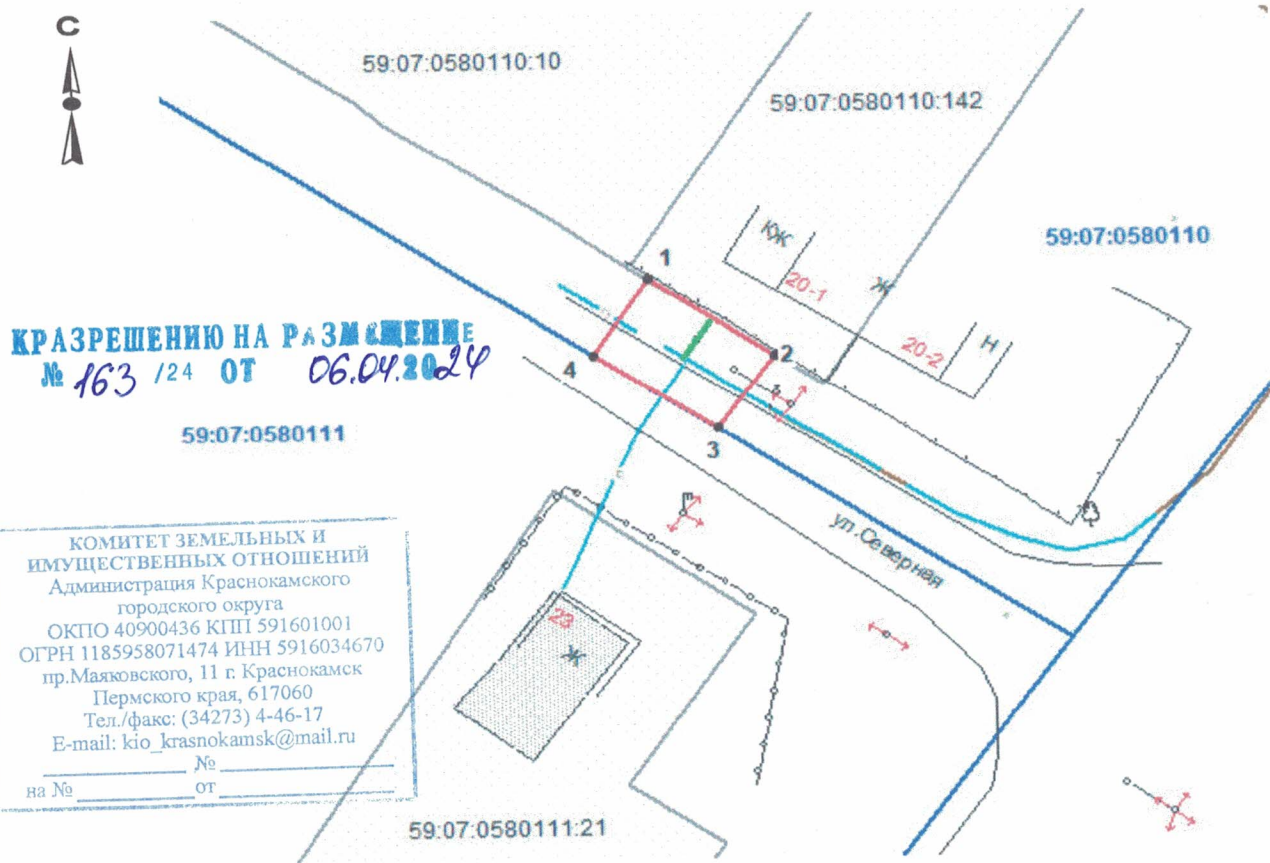 С
59:07:0580110:10
59:07:0580110:142
59:07:0580110
1
КЖ
20-1
Ж
2
20-2
Н
К РАЗРЕШЕНИЮ НА РАЗМЕЩЕНИЕ
№ 163 /24 ОТ 06.04.2024
4
59:07:0580111
3
ул.Северная
КОМИТЕТ ЗЕМЕЛЬНЫХ И
ИМУЩЕСТВЕННЫХ ОТНОШЕНИЙ
Администрация Краснокамского
городского округа
ОКПО 40900436 КПП 591601001
ОГРН 1185958071474 ИНН 5916034670
пр.Маяковского, 11 г. Краснокамск
Пермского края, 617060
Тел./факс: (34273) 4-46-17
E-mail: kio_krasnokamsk@mail.ru
№
на № от
23
Ж
59:07:0580111:21